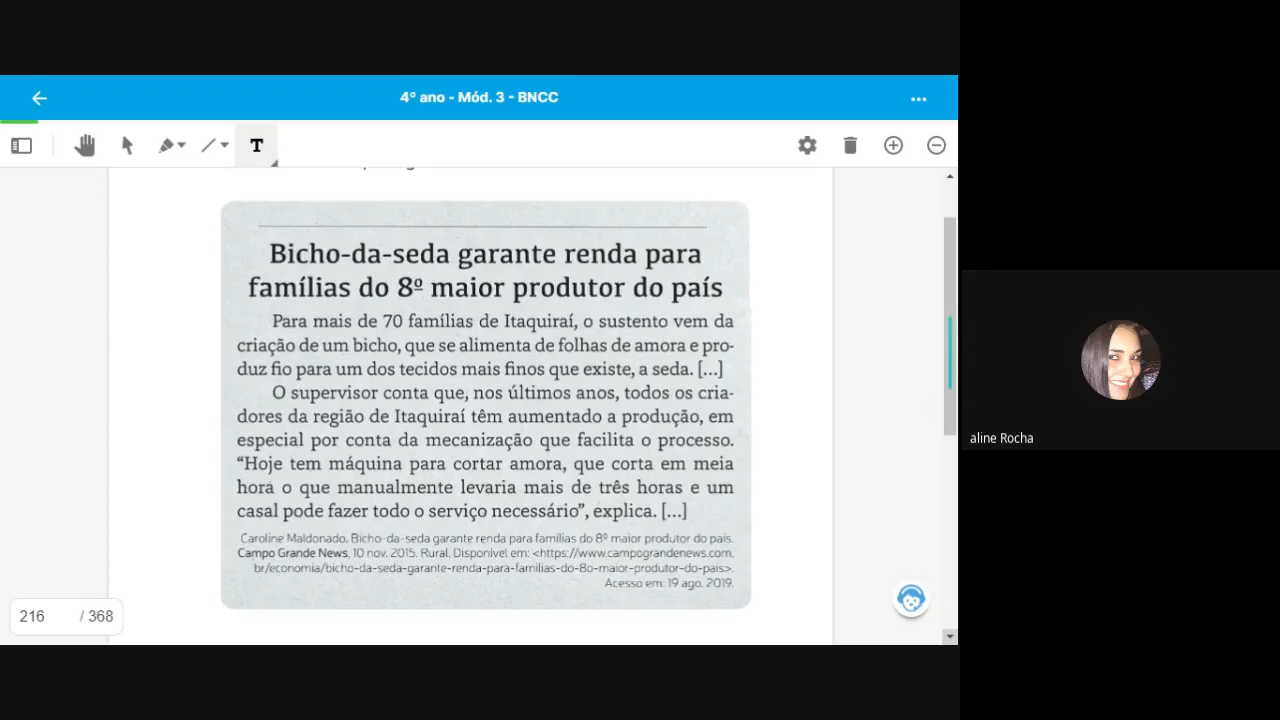 4º ano - Mód. 3 - BNCC
T
Bicho-da-seda garante renda para
famílias do 8º maior produtor do país
Para mais de 70 famílias de Itaquiraí, o sustento vem da
criação de um bicho, que se alimenta de folhas de amora e pro-
duz fio para um dos tecidos mais finos que existe, a seda. [...]
O supervisor conta que, nos últimos anos, todos os cria-
dores da região de Itaquiraí têm aumentado a produção, em
especial por conta da mecanização que facilita o processo.
“Hoje tem máquina para cortar amora, que corta em meia
hora o que manualmente levaria mais de três horas e um
casal pode fazer todo o serviço necessário”, explica. [...]
Caroline Maldonado. Bicho-da-seda garante renda para famílias do 8º maior produtor do país.
Campo Grande News, 10 nov. 2015. Rural. Disponível em: <https://www.campograndenews.com.
br/economia/bicho-da-seda-garante-renda-para-familias-do-8o-maior-produtor-do-pais>.
Acesso em: 19 ago. 2019.
216 / 368
aline Rocha